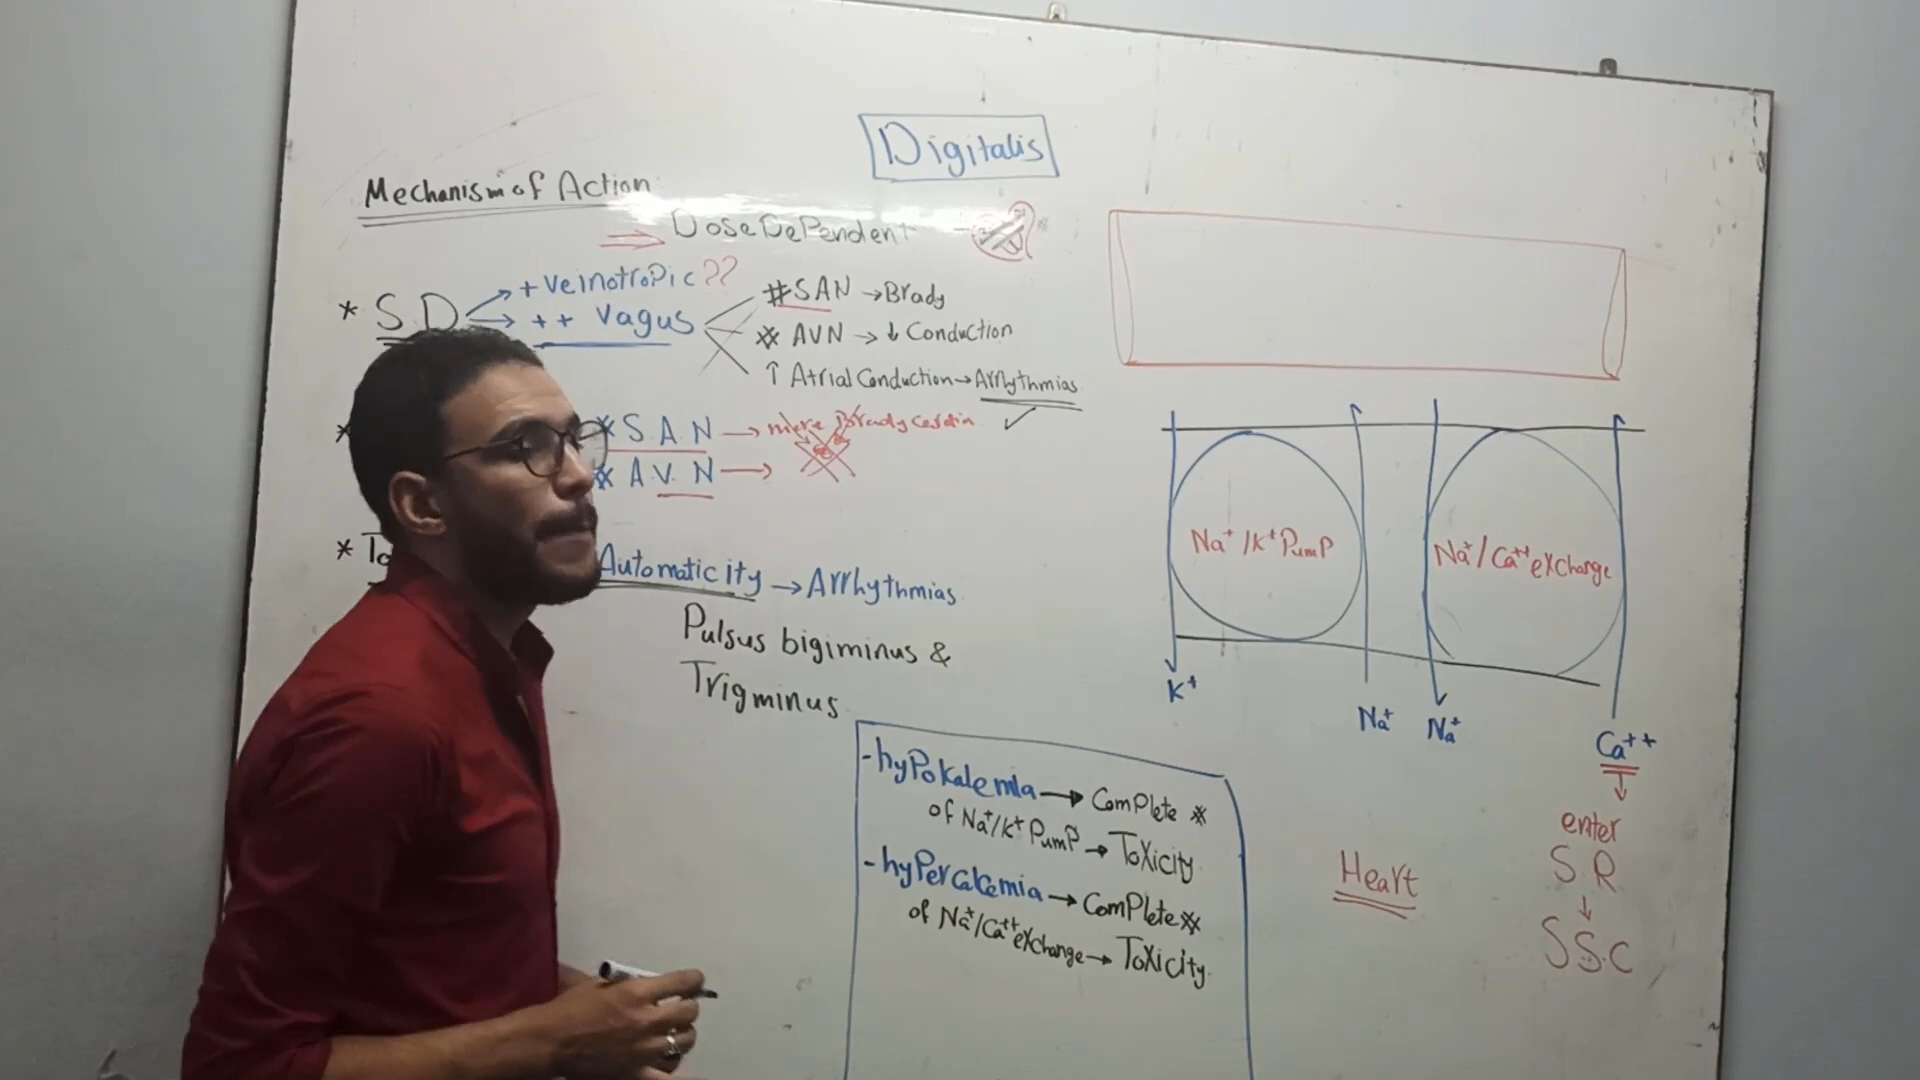 Digitalis
Mechanism of Action
⇒ Dose Dependent
* S.D → +ve inotropic ??
→ ++ Vagus
* SAN → Brady
* AVN → ↓ Conduction
↑ Atrial Conduction → Arrhythmias ✓
* S.A.N → more Bradycardia
* A.V.N →
* To
Automaticity → Arrhythmias
Pulsus bigiminus &
Trigminus
- hypokalemia → Complete *
of Na+/K+ Pump → Toxicity
- hypercalcemia → Complete *
of Na+/Ca++ exchange → Toxicity
Na+/K+ Pump
Na+/Ca++ exchange
K+
Na+
Na+
Ca++
↓
enter
S.R
↓
S.S.C
Heart